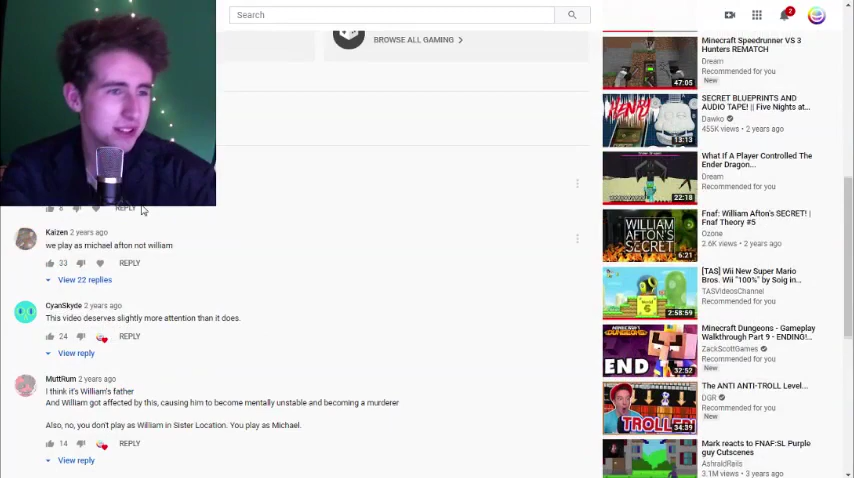 Search
2
BROWSE ALL GAMING
8
REPLY
Kaizen 2 years ago
we play as michael afton not william
33
REPLY
View 22 replies
CyanSkyde 2 years ago
This video deserves slightly more attention than it does.
24
REPLY
View reply
MuttRum 2 years ago
I think it's William's father
And William got affected by this, causing him to become mentally unstable and becoming a murderer
Also, no, you don't play as William in Sister Location. You play as Michael.
14
REPLY
View reply
47:05
Minecraft Speedrunner VS 3
Hunters REMATCH
Dream
Recommended for you
New
HENRY
13:13
SECRET BLUEPRINTS AND
AUDIO TAPE! || Five Nights at...
Dawko
455K views • 2 years ago
22:18
What If A Player Controlled The
Ender Dragon...
Dream
Recommended for you
WILLIAM
AFTON'S
SECRET
6:21
Fnaf: William Afton's SECRET! |
Fnaf Theory #5
Ozone
2.6K views • 2 years ago
2:58:59
[TAS] Wii New Super Mario
Bros. Wii "100%" by Soig in...
TASVideosChannel
Recommended for you
END
32:52
Minecraft Dungeons - Gameplay
Walkthrough Part 9 - ENDING!...
ZackScottGames
Recommended for you
New
TROLLER
34:39
The ANTI ANTI-TROLL Level...
DGR
Recommended for you
New
Mark reacts to FNAF:SL Purple
guy Cutscenes
AshraldRails
3.1M views • 3 years ago